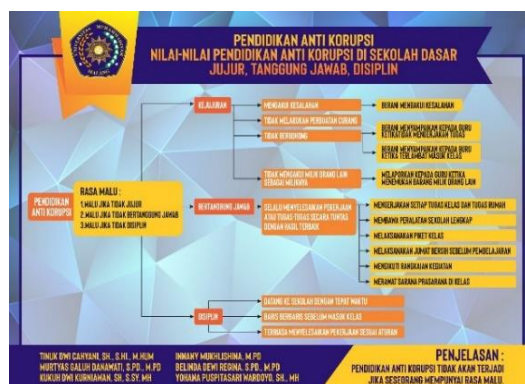 PENDIDIKAN ANTI KORUPSI
NILAI-NILAI PENDIDIKAN ANTI KORUPSI DI SEKOLAH DASAR
JUJUR, TANGGUNG JAWAB, DISIPLIN
PENDIDIKAN
ANTI KORUPSI
RASA MALU :
1.MALU JIKA TIDAK JUJUR
2.MALU JIKA TIDAK BERTANGGUNG JAWAB
3.MALU JIKA TIDAK DISIPLIN
KEJUJURAN
MENGAKUI KESALAHAN
BERANI MENGAKUI KESALAHAN
TIDAK MELAKUKAN PERBUATAN CURANG
TIDAK BERBOHONG
BERANI MENYAMPAIKAN KEPADA GURU
KETIKA TIDAK MENGERJAKAN TUGAS
BERANI MENYAMPAIKAN KEPADA GURU
KETIKA TERLAMBAT MASUK KELAS
TIDAK MENGAKUI MILIK ORANG LAIN
SEBAGAI MILIKNYA
MELAPORKAN KEPADA GURU KETIKA
MENEMUKAN BARANG MILIK ORANG LAIN
BERTANGGUNG JAWAB
SELALU MENYELESAIKAN PEKERJAAN
ATAU TUGAS-TUGAS SECARA TUNTAS
DENGAN HASIL TERBAIK
MENGERJAKAN SETIAP TUGAS KELAS DAN TUGAS RUMAH
MEMBAWA PERALATAN SEKOLAH LENGKAP
MELAKSANAKAN PIKET KELAS
MELAKSANAKAN JUMAT BERSIH SEBELUM PEMBELAJARAN
MENGIKUTI RANGKAIAN KEGIATAN
MERAWAT SARANA PRASARANA DI KELAS
DISIPLIN
DATANG KE SEKOLAH DENGAN TEPAT WAKTU
BARIS BERBARIS SEBELUM MASUK KELAS
MENYELESAIKAN PEKERJAAN SESUAI ATURAN
TINUK DWI CAHYANI, SH., S.HI., M.HUM
MURTYAS GALUH DANAWATI, S.PD., M.PD
KUKUH DWI KURNIAWAN, SH, S.SY, MH
INNANY MUKHLISHINA, M.PD
BELINDA DEWI REGINA, S.PD., M.PD
YOHANA PUSPITASARI WARDOYO, SH., MH
PENJELASAN :
PENDIDIKAN ANTI KORUPSI TIDAK AKAN TERJADI
JIKA SESEORANG MEMPUNYAI RASA MALU